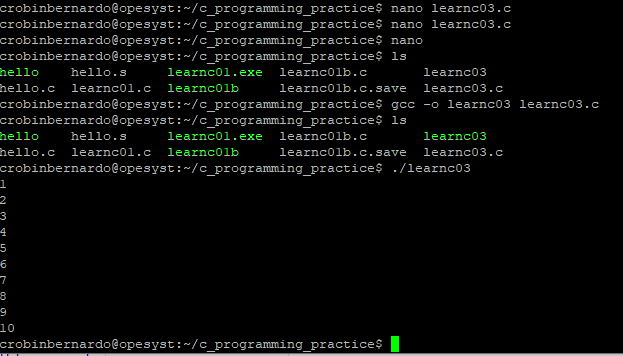 crobinbernardo@opesyst:~/c_programming_practice$ nano learnc03.c
crobinbernardo@opesyst:~/c_programming_practice$ nano learnc03.c
crobinbernardo@opesyst:~/c_programming_practice$ nano
crobinbernardo@opesyst:~/c_programming_practice$ ls
hello    hello.s   learnc01.exe  learnc01b.c       learnc03
hello.c  learnc01.c  learnc01b     learnc01b.c.save  learnc03.c
crobinbernardo@opesyst:~/c_programming_practice$ gcc -o learnc03 learnc03.c
crobinbernardo@opesyst:~/c_programming_practice$ ls
hello    hello.s   learnc01.exe  learnc01b.c       learnc03
hello.c  learnc01.c  learnc01b     learnc01b.c.save  learnc03.c
crobinbernardo@opesyst:~/c_programming_practice$ ./learnc03
1
2
3
4
5
6
7
8
9
10
crobinbernardo@opesyst:~/c_programming_practice$